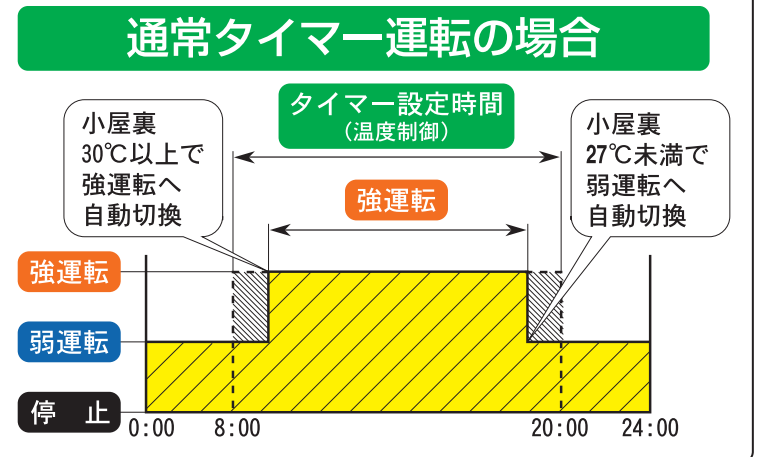 通常タイマー運転の場合
タイマー設定時間
（温度制御）
小屋裏
30℃以上で
強運転へ
自動切換
小屋裏
27℃未満で
弱運転へ
自動切換
強運転
強運転
弱運転
停　止
0:00 8:00 20:00 24:00